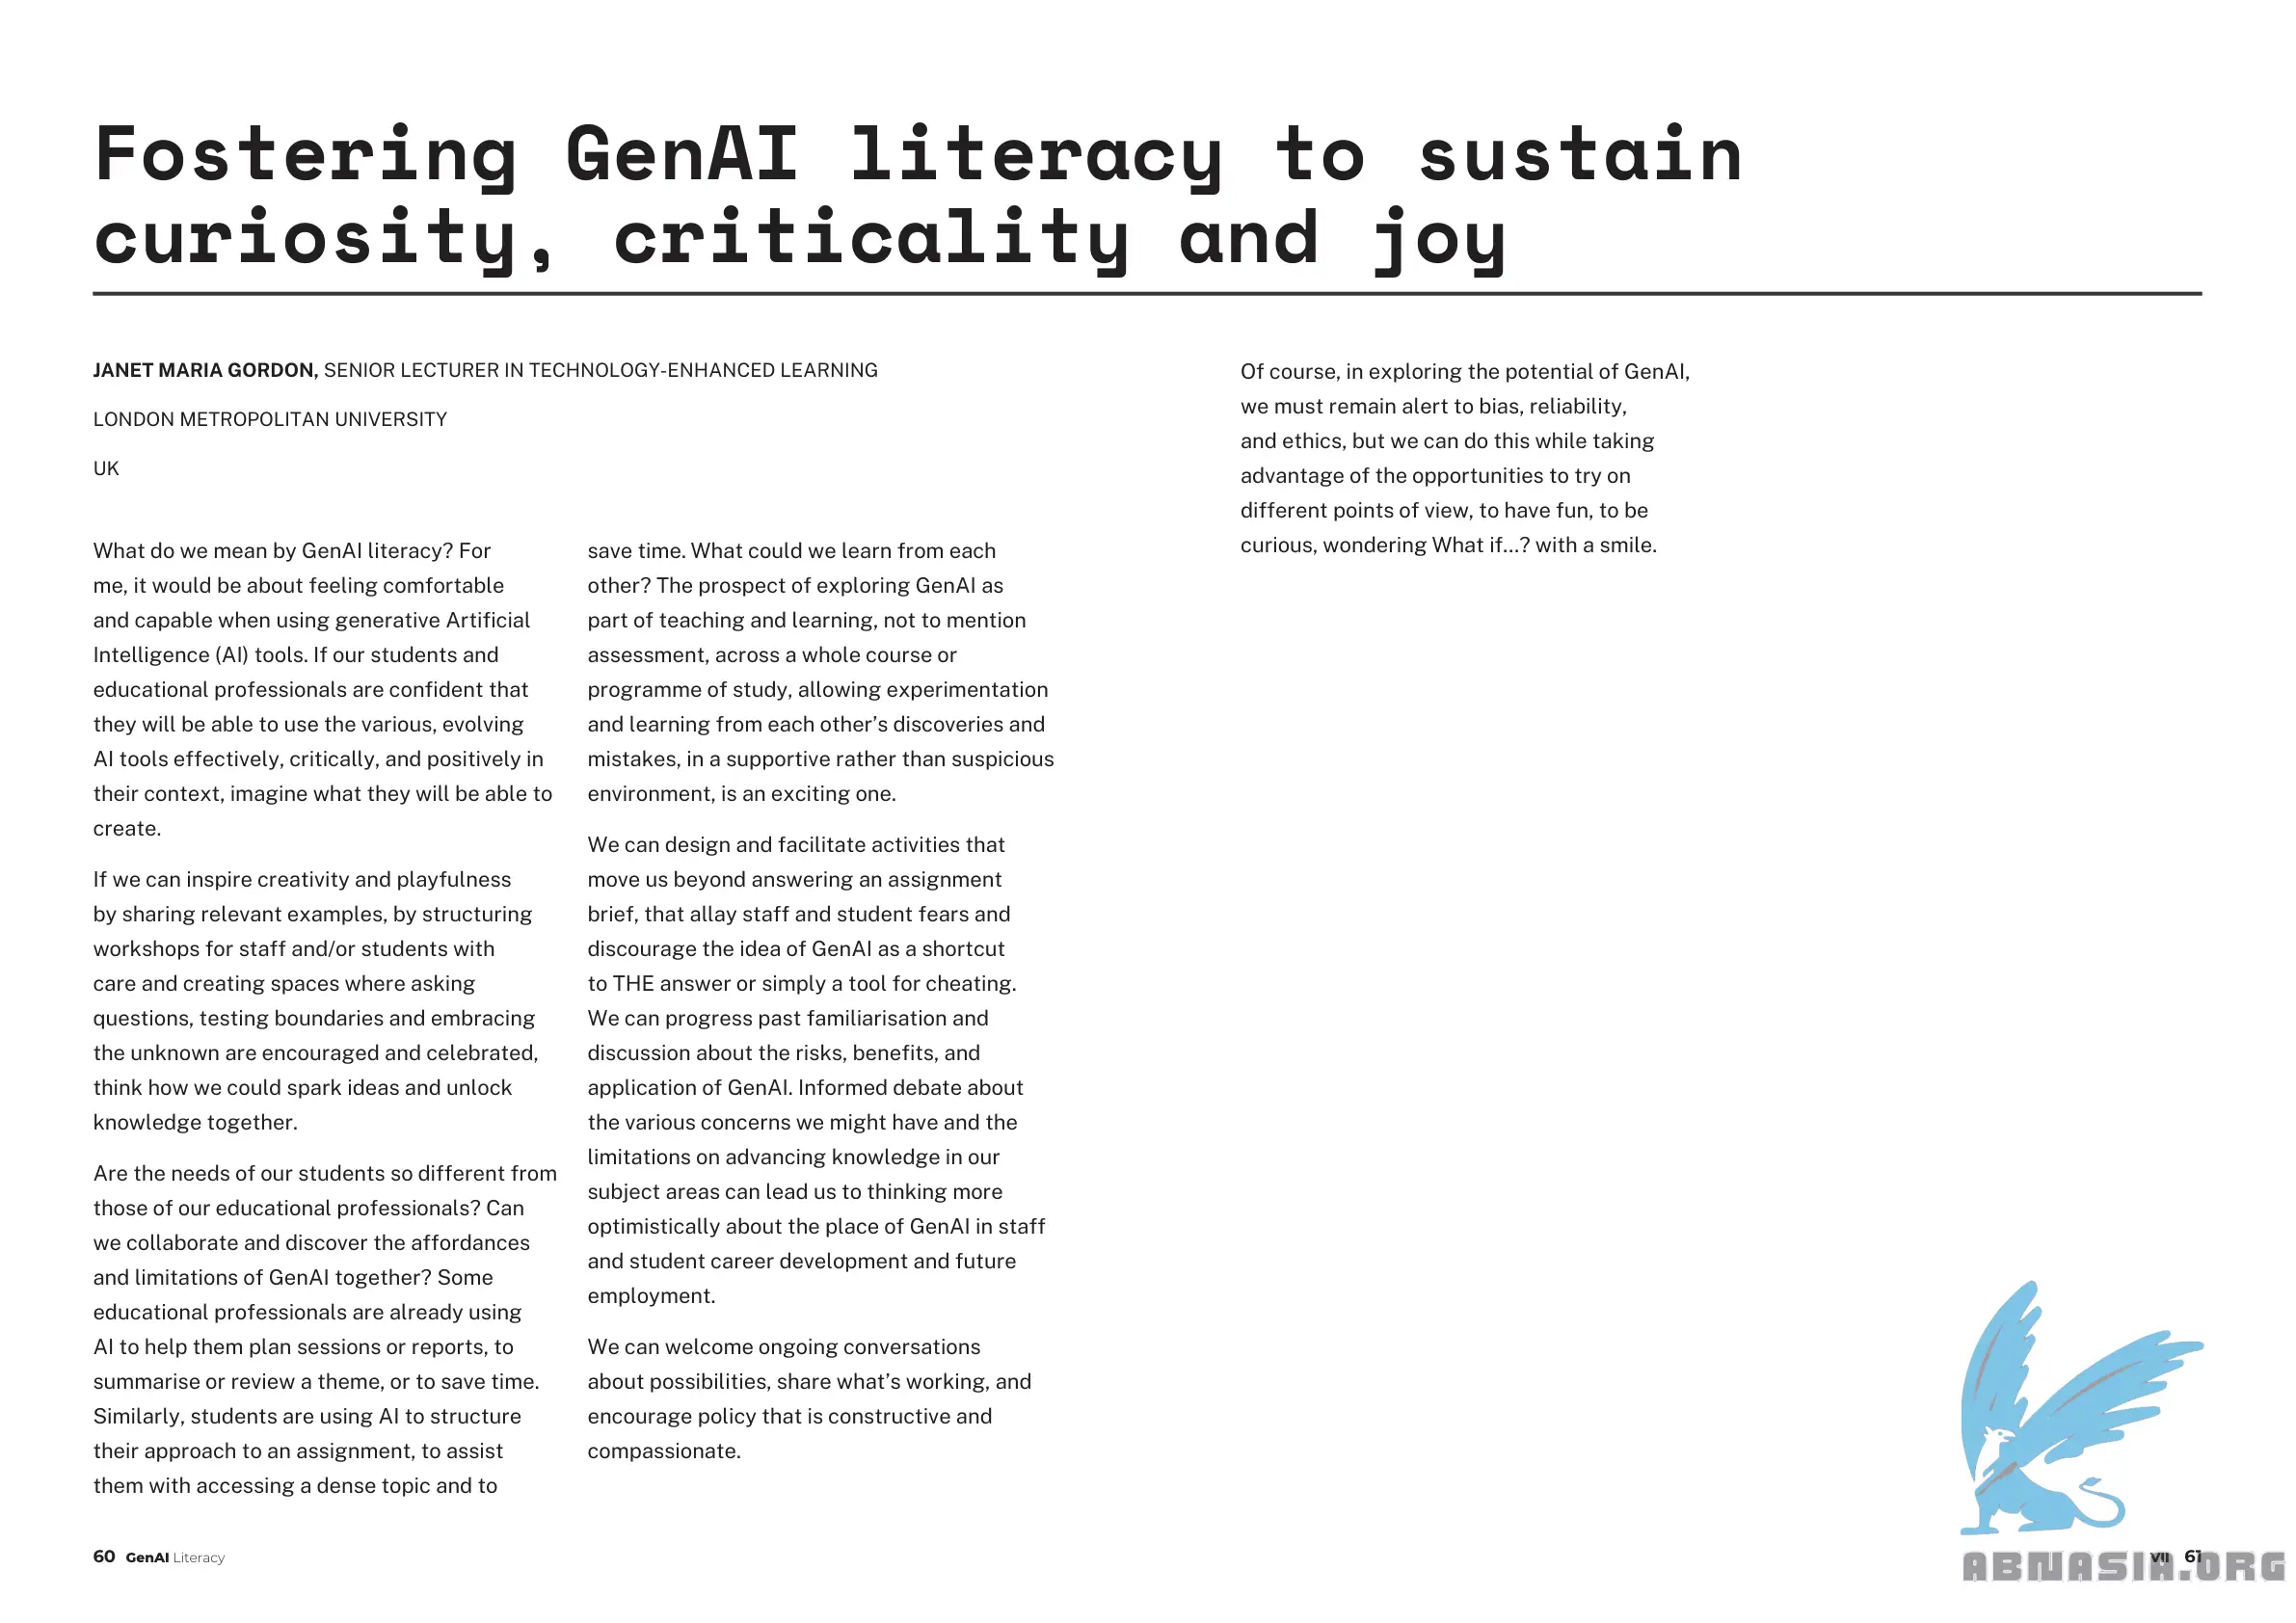 Fostering GenAI literacy to sustain
curiosity, criticality and joy
JANET MARIA GORDON, SENIOR LECTURER IN TECHNOLOGY-ENHANCED LEARNING
LONDON METROPOLITAN UNIVERSITY
UK
What do we mean by GenAI literacy? For
me, it would be about feeling comfortable
and capable when using generative Artificial
Intelligence (AI) tools. If our students and
educational professionals are confident that
they will be able to use the various, evolving
AI tools effectively, critically, and positively in
their context, imagine what they will be able to
create.
If we can inspire creativity and playfulness
by sharing relevant examples, by structuring
workshops for staff and/or students with
care and creating spaces where asking
questions, testing boundaries and embracing
the unknown are encouraged and celebrated,
think how we could spark ideas and unlock
knowledge together.
Are the needs of our students so different from
those of our educational professionals? Can
we collaborate and discover the affordances
and limitations of GenAI together? Some
educational professionals are already using
AI to help them plan sessions or reports, to
summarise or review a theme, or to save time.
Similarly, students are using AI to structure
their approach to an assignment, to assist
them with accessing a dense topic and to
save time. What could we learn from each
other? The prospect of exploring GenAI as
part of teaching and learning, not to mention
assessment, across a whole course or
programme of study, allowing experimentation
and learning from each other’s discoveries and
mistakes, in a supportive rather than suspicious
environment, is an exciting one.
We can design and facilitate activities that
move us beyond answering an assignment
brief, that allay staff and student fears and
discourage the idea of GenAI as a shortcut
to THE answer or simply a tool for cheating.
We can progress past familiarisation and
discussion about the risks, benefits, and
application of GenAI. Informed debate about
the various concerns we might have and the
limitations on advancing knowledge in our
subject areas can lead us to thinking more
optimistically about the place of GenAI in staff
and student career development and future
employment.
We can welcome ongoing conversations
about possibilities, share what’s working, and
encourage policy that is constructive and
compassionate.
Of course, in exploring the potential of GenAI,
we must remain alert to bias, reliability,
and ethics, but we can do this while taking
advantage of the opportunities to try on
different points of view, to have fun, to be
curious, wondering What if...? with a smile.
60 GenAI Literacy
VII 61
ABNASIA.ORG